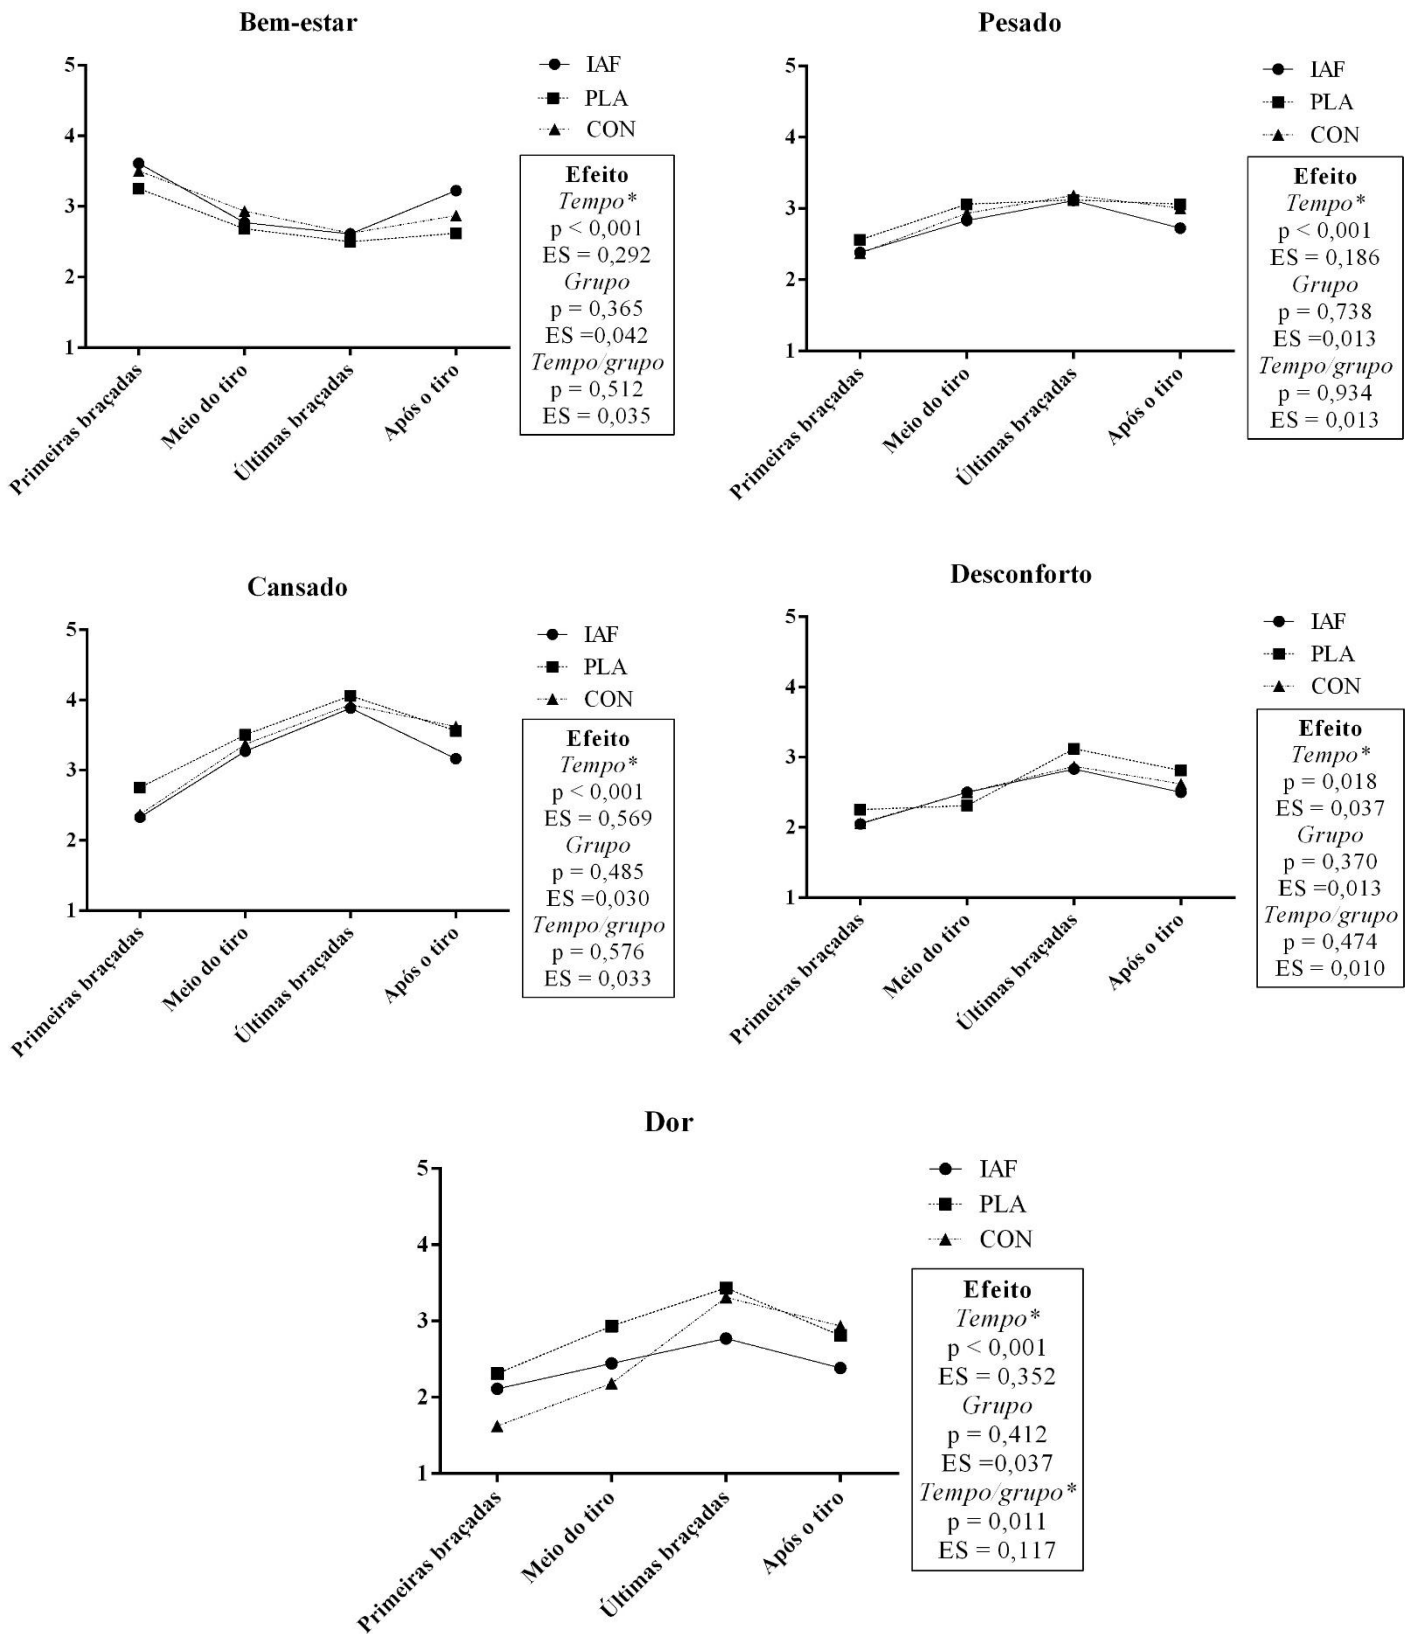 Bem-estar
5
4
3
2
1
Primeiras braçadas
Meio do tiro
Últimas braçadas
Após o tiro
IAF
PLA
CON
Efeito
Tempo*
p < 0,001
ES = 0,292
Grupo
p = 0,365
ES =0,042
Tempo/grupo
p = 0,512
ES = 0,035
Pesado
5
4
3
2
1
Primeiras braçadas
Meio do tiro
Últimas braçadas
Após o tiro
IAF
PLA
CON
Efeito
Tempo*
p < 0,001
ES = 0,186
Grupo
p = 0,738
ES =0,013
Tempo/grupo
p = 0,934
ES = 0,013
Cansado
5
4
3
2
1
Primeiras braçadas
Meio do tiro
Últimas braçadas
Após o tiro
IAF
PLA
CON
Efeito
Tempo*
p < 0,001
ES = 0,569
Grupo
p = 0,485
ES =0,030
Tempo/grupo
p = 0,576
ES = 0,033
Desconforto
5
4
3
2
1
Primeiras braçadas
Meio do tiro
Últimas braçadas
Após o tiro
IAF
PLA
CON
Efeito
Tempo*
p = 0,018
ES = 0,037
Grupo
p = 0,370
ES =0,013
Tempo/grupo
p = 0,474
ES = 0,010
Dor
5
4
3
2
1
Primeiras braçadas
Meio do tiro
Últimas braçadas
Após o tiro
IAF
PLA
CON
Efeito
Tempo*
p < 0,001
ES = 0,352
Grupo
p = 0,412
ES =0,037
Tempo/grupo*
p = 0,011
ES = 0,117